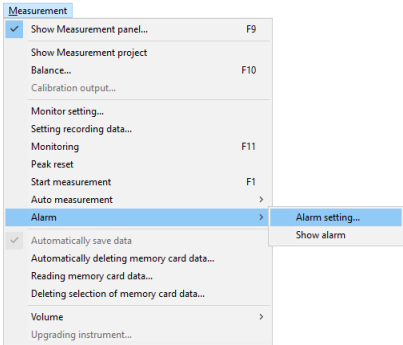 Measurement
Show Measurement panel... F9
Show Measurement project
Balance... F10
Calibration output...
Monitor setting...
Setting recording data...
Monitoring F11
Peak reset
Start measurement F1
Auto measurement
Alarm
Alarm setting...
Show alarm
Automatically save data
Automatically deleting memory card data...
Reading memory card data...
Deleting selection of memory card data...
Volume
Upgrading instrument...